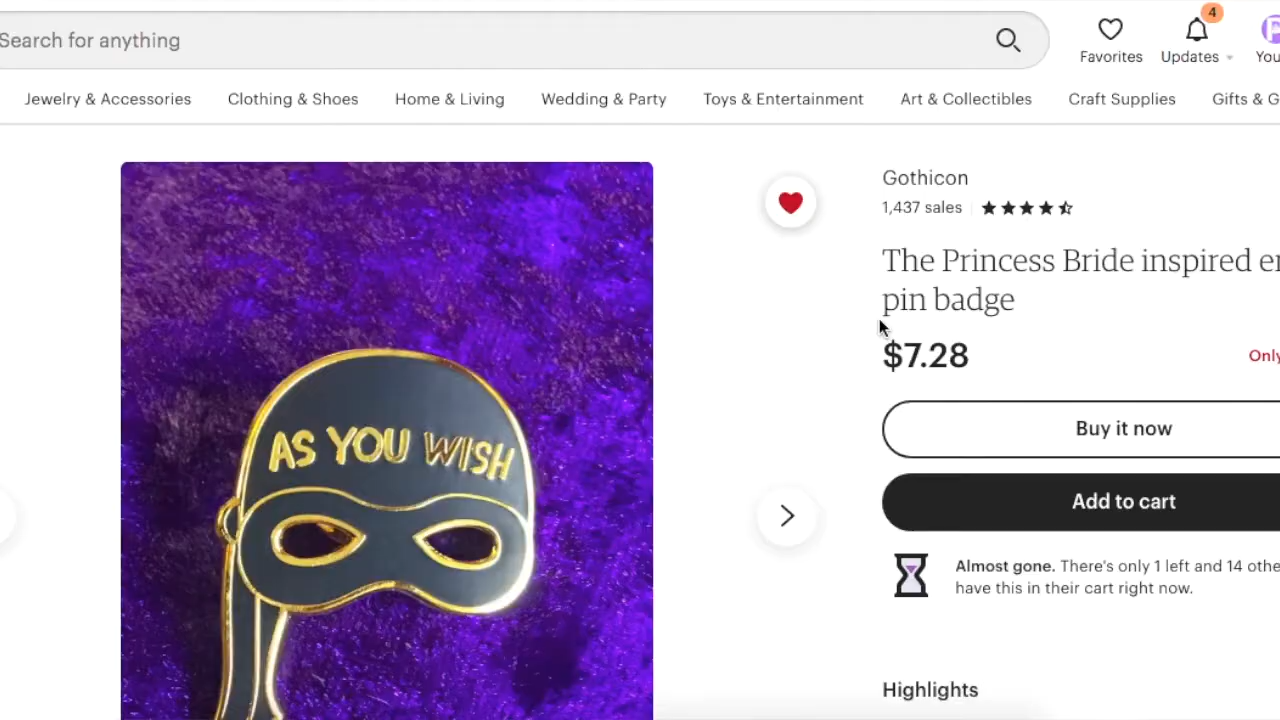 4
Search for anything
Favorites
Updates
You
Jewelry & Accessories
Clothing & Shoes
Home & Living
Wedding & Party
Toys & Entertainment
Art & Collectibles
Craft Supplies
Gifts & G
Gothicon
1,437 sales
The Princess Bride inspired
pin badge
$7.28
Only
Buy it now
Add to cart
Almost gone. There's only 1 left and 14
have this in their cart right now.
Highlights
AS YOU WISH